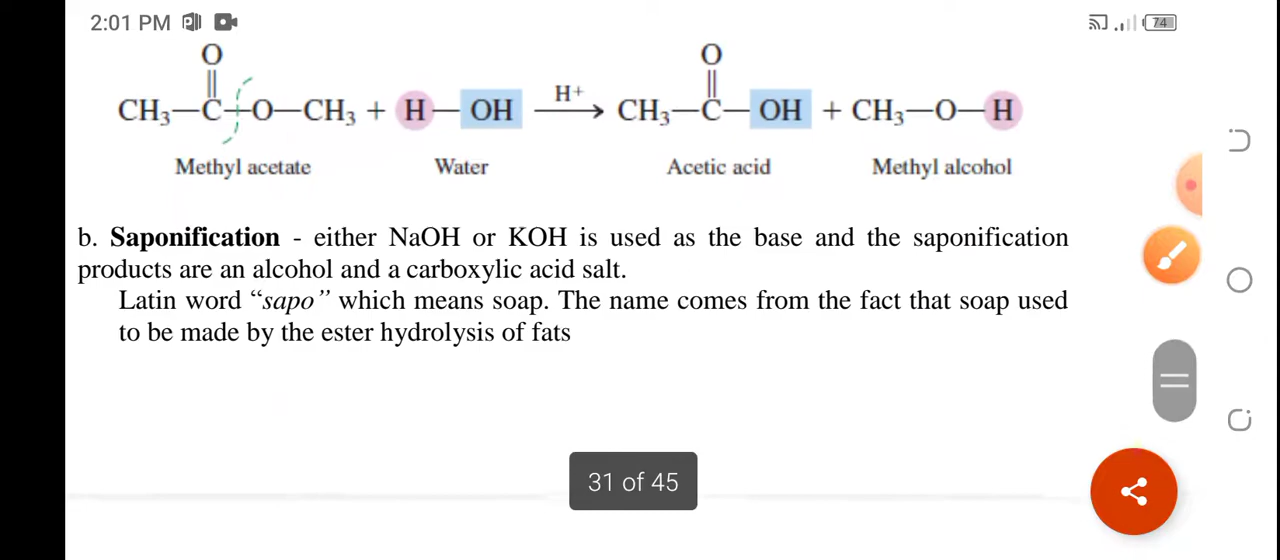 2:01 PM 74
O O
||  ||
CH₃—C—O—CH₃ + H—OH —H⁺→ CH₃—C—OH + CH₃—O—H
Methyl acetate Water Acetic acid Methyl alcohol
b. Saponification - either NaOH or KOH is used as the base and the saponification
products are an alcohol and a carboxylic acid salt.
Latin word “sapo” which means soap. The name comes from the fact that soap used
to be made by the ester hydrolysis of fats
31 of 45